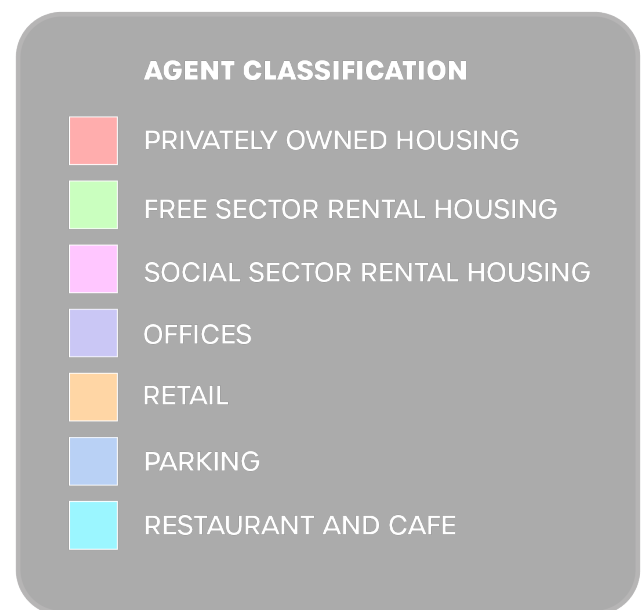 AGENT CLASSIFICATION
PRIVATELY OWNED HOUSING
FREE SECTOR RENTAL HOUSING
SOCIAL SECTOR RENTAL HOUSING
OFFICES
RETAIL
PARKING
RESTAURANT AND CAFE